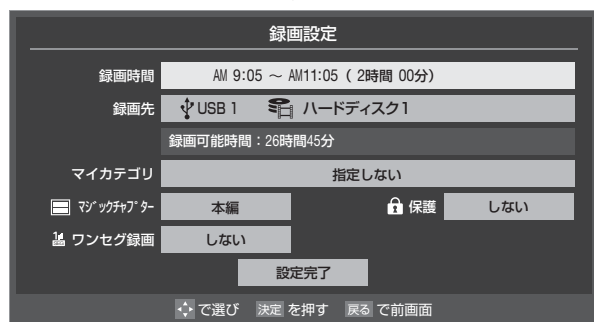 録画設定
録画時間 AM 9:05 ～ AM11:05 ( 2時間 00分)
録画先 USB 1 ハードディスク1
録画可能時間：26時間45分
マイカテゴリ 指定しない
ﾏｼﾞｯｸﾁｬﾌﾟﾀｰ 本編 保護 しない
ワンセグ録画 しない
設定完了
で選び 決定 を押す 戻る で前画面